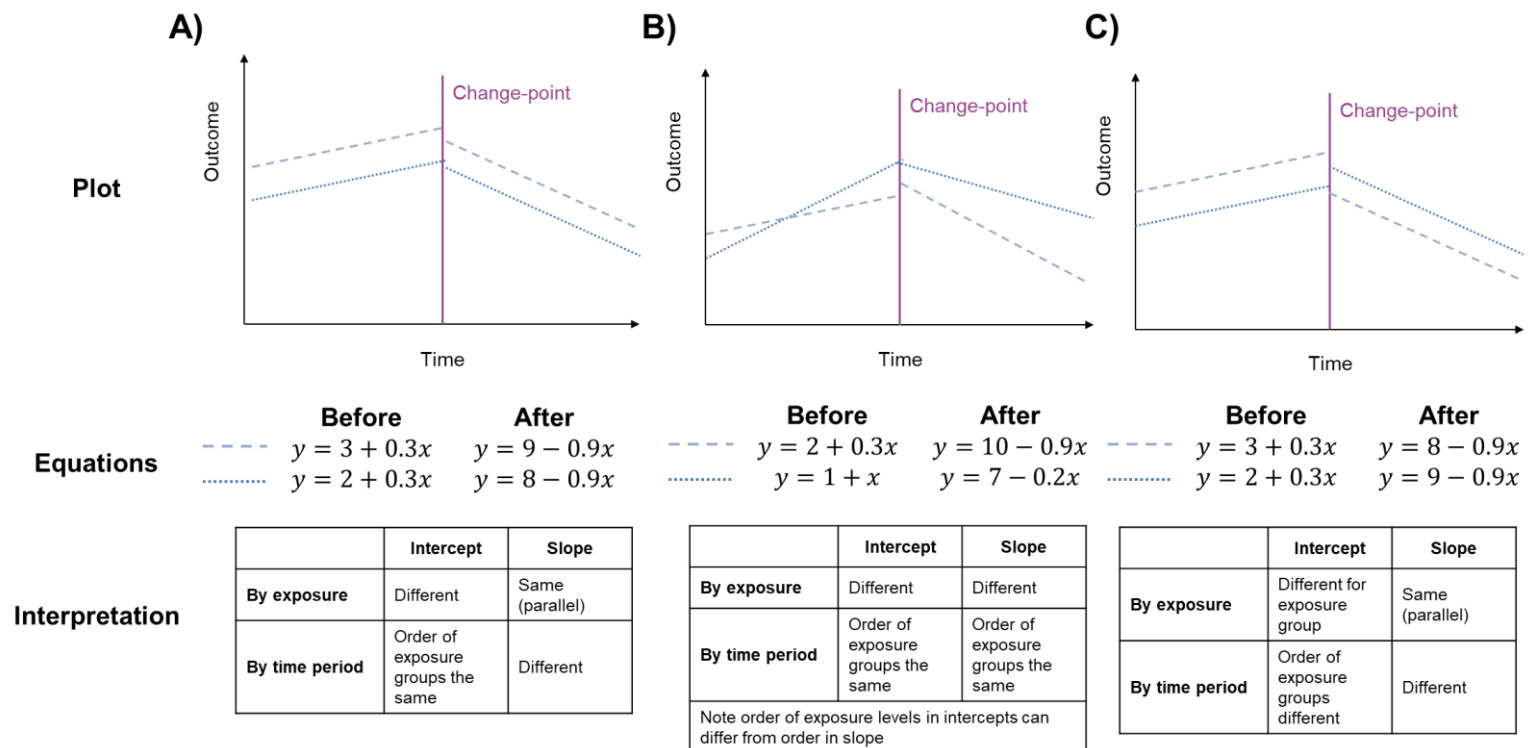 A)
B)
C)
Plot
Outcome
Change-point
Time
Outcome
Change-point
Time
Outcome
Change-point
Time
Equations
Before After
y = 3 + 0.3x y = 9 − 0.9x
y = 2 + 0.3x y = 8 − 0.9x
Before After
y = 2 + 0.3x y = 10 − 0.9x
y = 1 + x y = 7 − 0.2x
Before After
y = 3 + 0.3x y = 8 − 0.9x
y = 2 + 0.3x y = 9 − 0.9x
Interpretation
Intercept Slope
By exposure
Different
Same
(parallel)
By time period
Order of
exposure
groups the
same
Different
Intercept Slope
By exposure
Different
Different
By time period
Order of
exposure
groups the
same
Order of
exposure
groups the
same
Note order of exposure levels in intercepts can
differ from order in slope
Intercept Slope
By exposure
Different for
exposure
group
Same
(parallel)
By time period
Order of
exposure
groups
different
Different